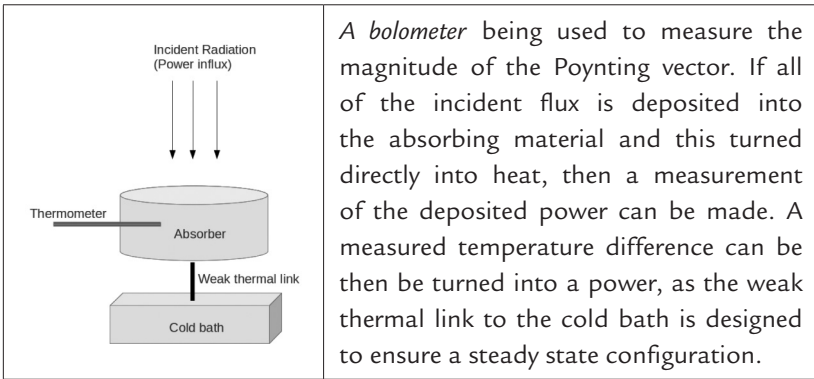 Incident Radiation
(Power influx)
Thermometer
Absorber
Weak thermal link
Cold bath
A bolometer being used to measure the
magnitude of the Poynting vector. If all
of the incident flux is deposited into
the absorbing material and this turned
directly into heat, then a measurement
of the deposited power can be made. A
measured temperature difference can be
then be turned into a power, as the weak
thermal link to the cold bath is designed
to ensure a steady state configuration.